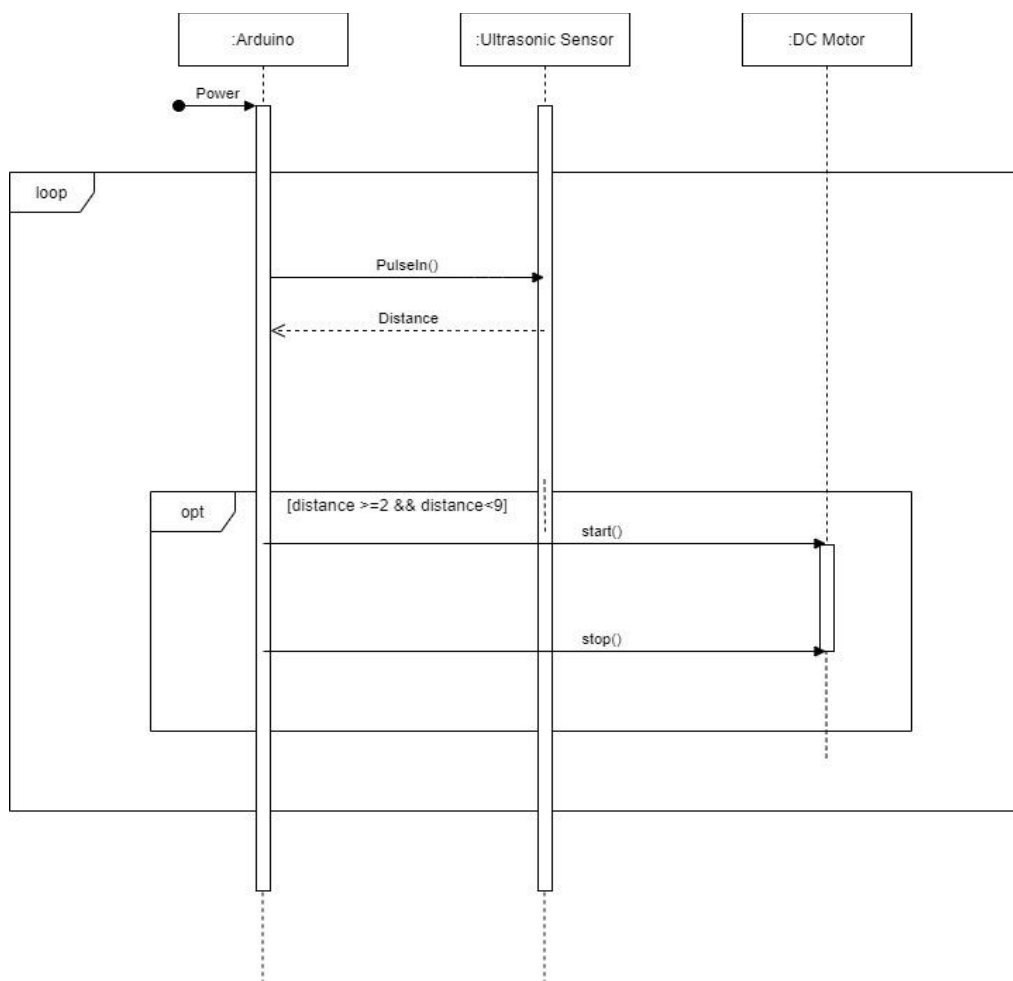 :Arduino
:Ultrasonic Sensor
:DC Motor
Power
loop
PulseIn()
Distance
opt
[distance >=2 && distance<9]
start()
stop()